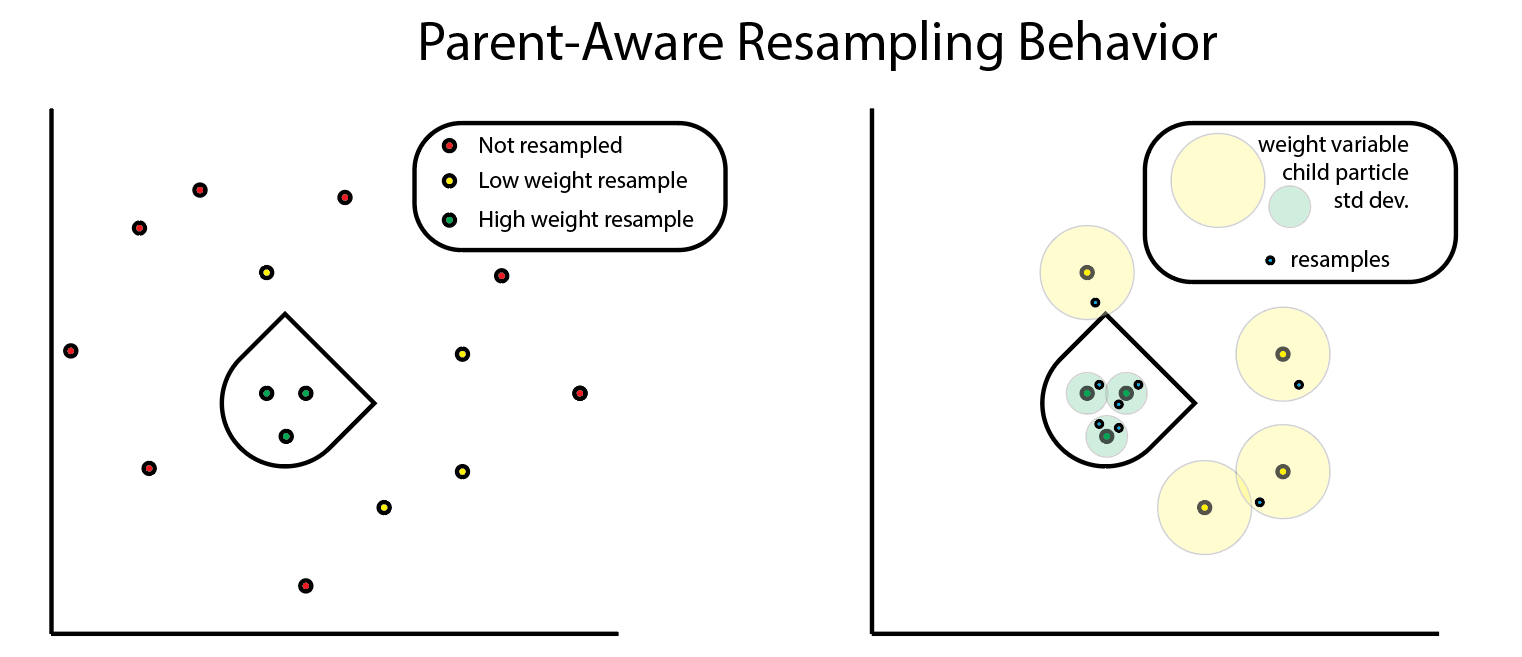 Parent-Aware Resampling Behavior
Not resampled
Low weight resample
High weight resample
weight variable
child particle
std dev.
resamples